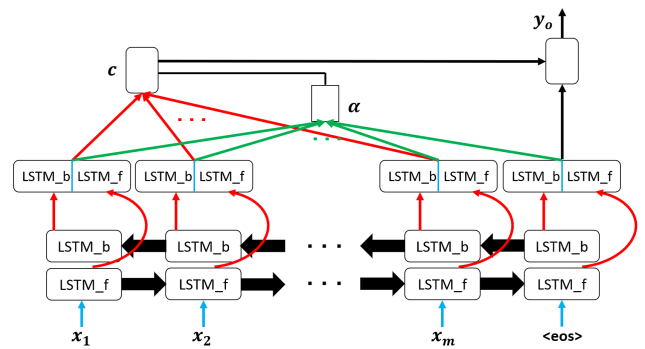 y_o
c
α
. . .
. . .
LSTM_b LSTM_f LSTM_b LSTM_f LSTM_b LSTM_f LSTM_b LSTM_f
LSTM_b LSTM_b . . . LSTM_b LSTM_b
LSTM_f LSTM_f . . . LSTM_f LSTM_f
x_1 x_2 x_m <eos>